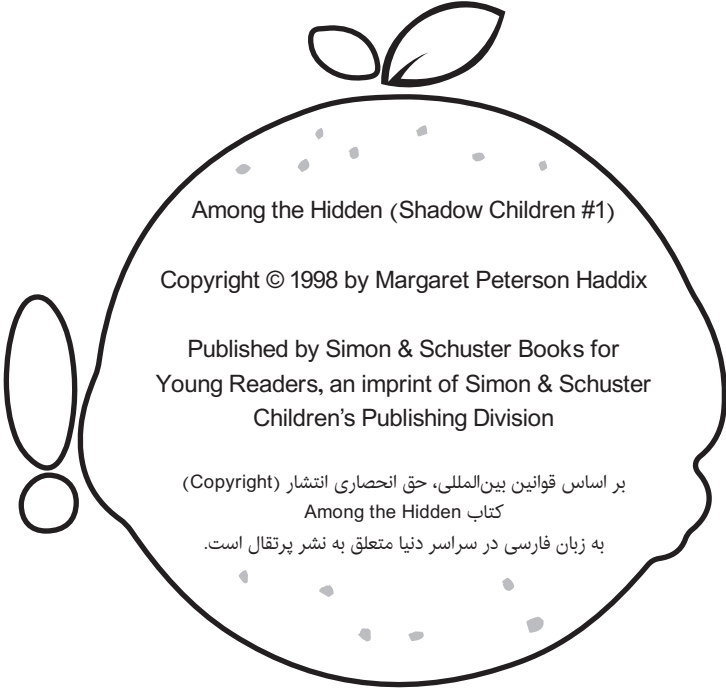 Among the Hidden (Shadow Children #1)
Copyright © 1998 by Margaret Peterson Haddix
Published by Simon & Schuster Books for
Young Readers, an imprint of Simon & Schuster
Children’s Publishing Division
بر اساس قوانین بین‌المللی، حق انحصاری انتشار (Copyright)
کتاب Among the Hidden
به زبان فارسی در سراسر دنیا متعلق به نشر پرتقال است.